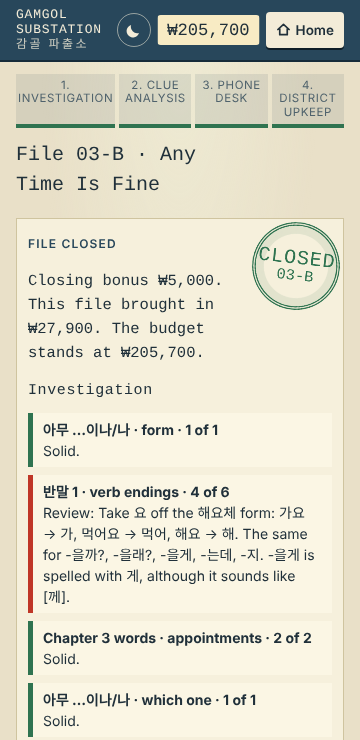 GAMGOL
SUBSTATION
감골 파출소
₩205,700
Home
1.
INVESTIGATION
2. CLUE
ANALYSIS
3. PHONE
DESK
4.
DISTRICT
UPKEEP
File 03-B · Any
Time Is Fine
FILE CLOSED
CLOSED
03-B
Closing bonus ₩5,000.
This file brought in
₩27,900. The budget
stands at ₩205,700.
Investigation
아무 …이나/나 · form · 1 of 1
Solid.
반말 1 · verb endings · 4 of 6
Review: Take 요 off the 해요체 form: 가요
→ 가, 먹어요 → 먹어, 해요 → 해. The same
for -을까?, -을래?, -을게, -는데, -지. -을게 is
spelled with 게, although it sounds like
[께].
Chapter 3 words · appointments · 2 of 2
Solid.
아무 …이나/나 · which one · 1 of 1
Solid.